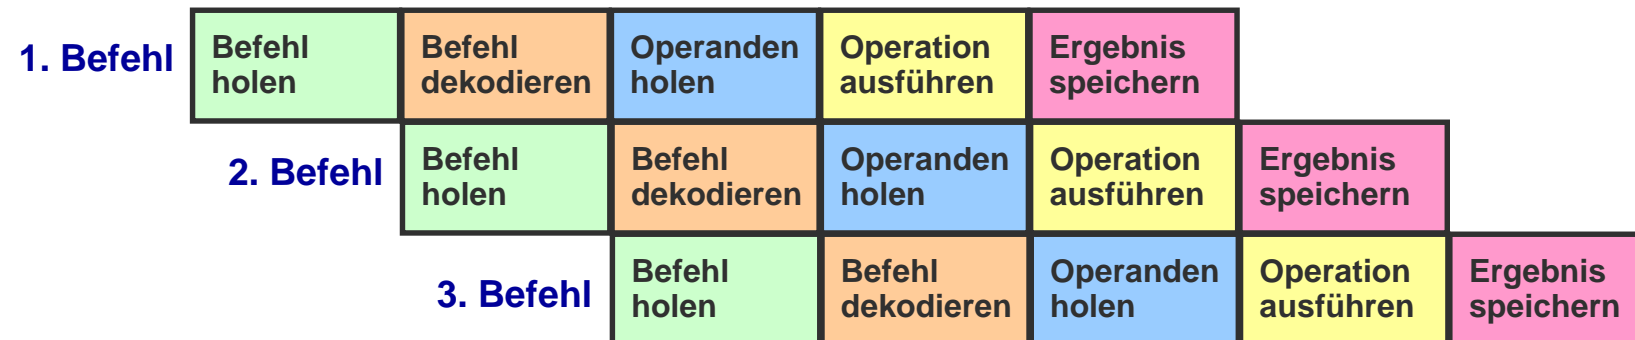 1. Befehl
Befehl
holen
Befehl
dekodieren
Operanden
holen
Operation
ausführen
Ergebnis
speichern
2. Befehl
Befehl
holen
Befehl
dekodieren
Operanden
holen
Operation
ausführen
Ergebnis
speichern
3. Befehl
Befehl
holen
Befehl
dekodieren
Operanden
holen
Operation
ausführen
Ergebnis
speichern